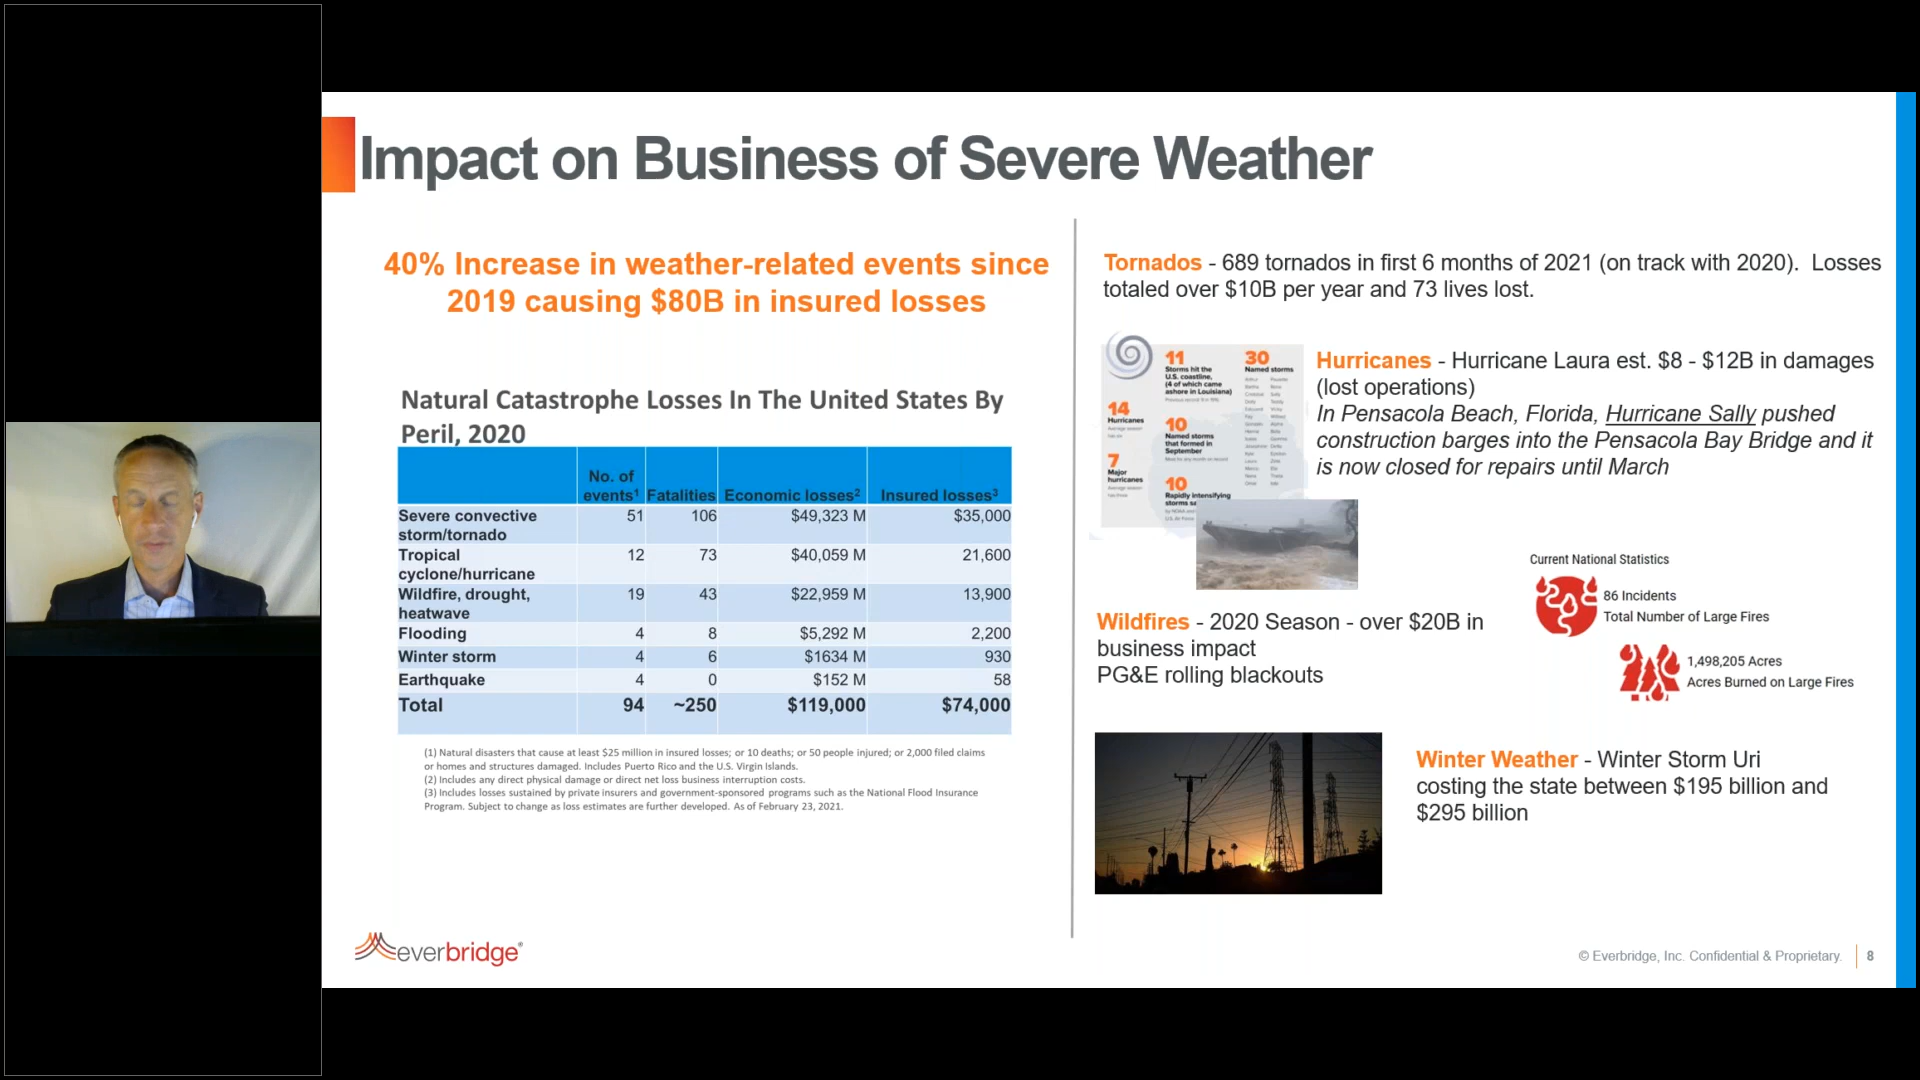 Impact on Business of Severe Weather
40% Increase in weather-related events since
2019 causing $80B in insured losses
Natural Catastrophe Losses In The United States By
Peril, 2020
No. of
events¹ Fatalities Economic losses² Insured losses³
Severe convective 51 106 $49,323 M $35,000
storm/tornado
Tropical 12 73 $40,059 M 21,600
cyclone/hurricane
Wildfire, drought, 19 43 $22,959 M 13,900
heatwave
Flooding 4 8 $5,292 M 2,200
Winter storm 4 6 $1634 M 930
Earthquake 4 0 $152 M 58
Total 94 ~250 $119,000 $74,000
(1) Natural disasters that cause at least $25 million in insured losses; or 10 deaths; or 50 people injured; or 2,000 filed claims
or homes and structures damaged. Includes Puerto Rico and the U.S. Virgin Islands.
(2) Includes any direct physical damage or direct net loss business interruption costs.
(3) Includes losses sustained by private insurers and government-sponsored programs such as the National Flood Insurance
Program. Subject to change as loss estimates are further developed. As of February 23, 2021.
Tornados - 689 tornados in first 6 months of 2021 (on track with 2020). Losses
totaled over $10B per year and 73 lives lost.
11
Storms hit the
U.S. coastline,
(4 of which came
ashore in Louisiana)
30
Named storms
14
Hurricanes
10
Named storms
that formed in
September
7
Major
hurricanes
10
Rapidly intensifying
storms
Hurricanes - Hurricane Laura est. $8 - $12B in damages
(lost operations)
In Pensacola Beach, Florida, Hurricane Sally pushed
construction barges into the Pensacola Bay Bridge and it
is now closed for repairs until March
Current National Statistics
86 Incidents
Total Number of Large Fires
1,498,205 Acres
Acres Burned on Large Fires
Wildfires - 2020 Season - over $20B in
business impact
PG&E rolling blackouts
Winter Weather - Winter Storm Uri
costing the state between $195 billion and
$295 billion
everbridge®
© Everbridge, Inc. Confidential & Proprietary. 8